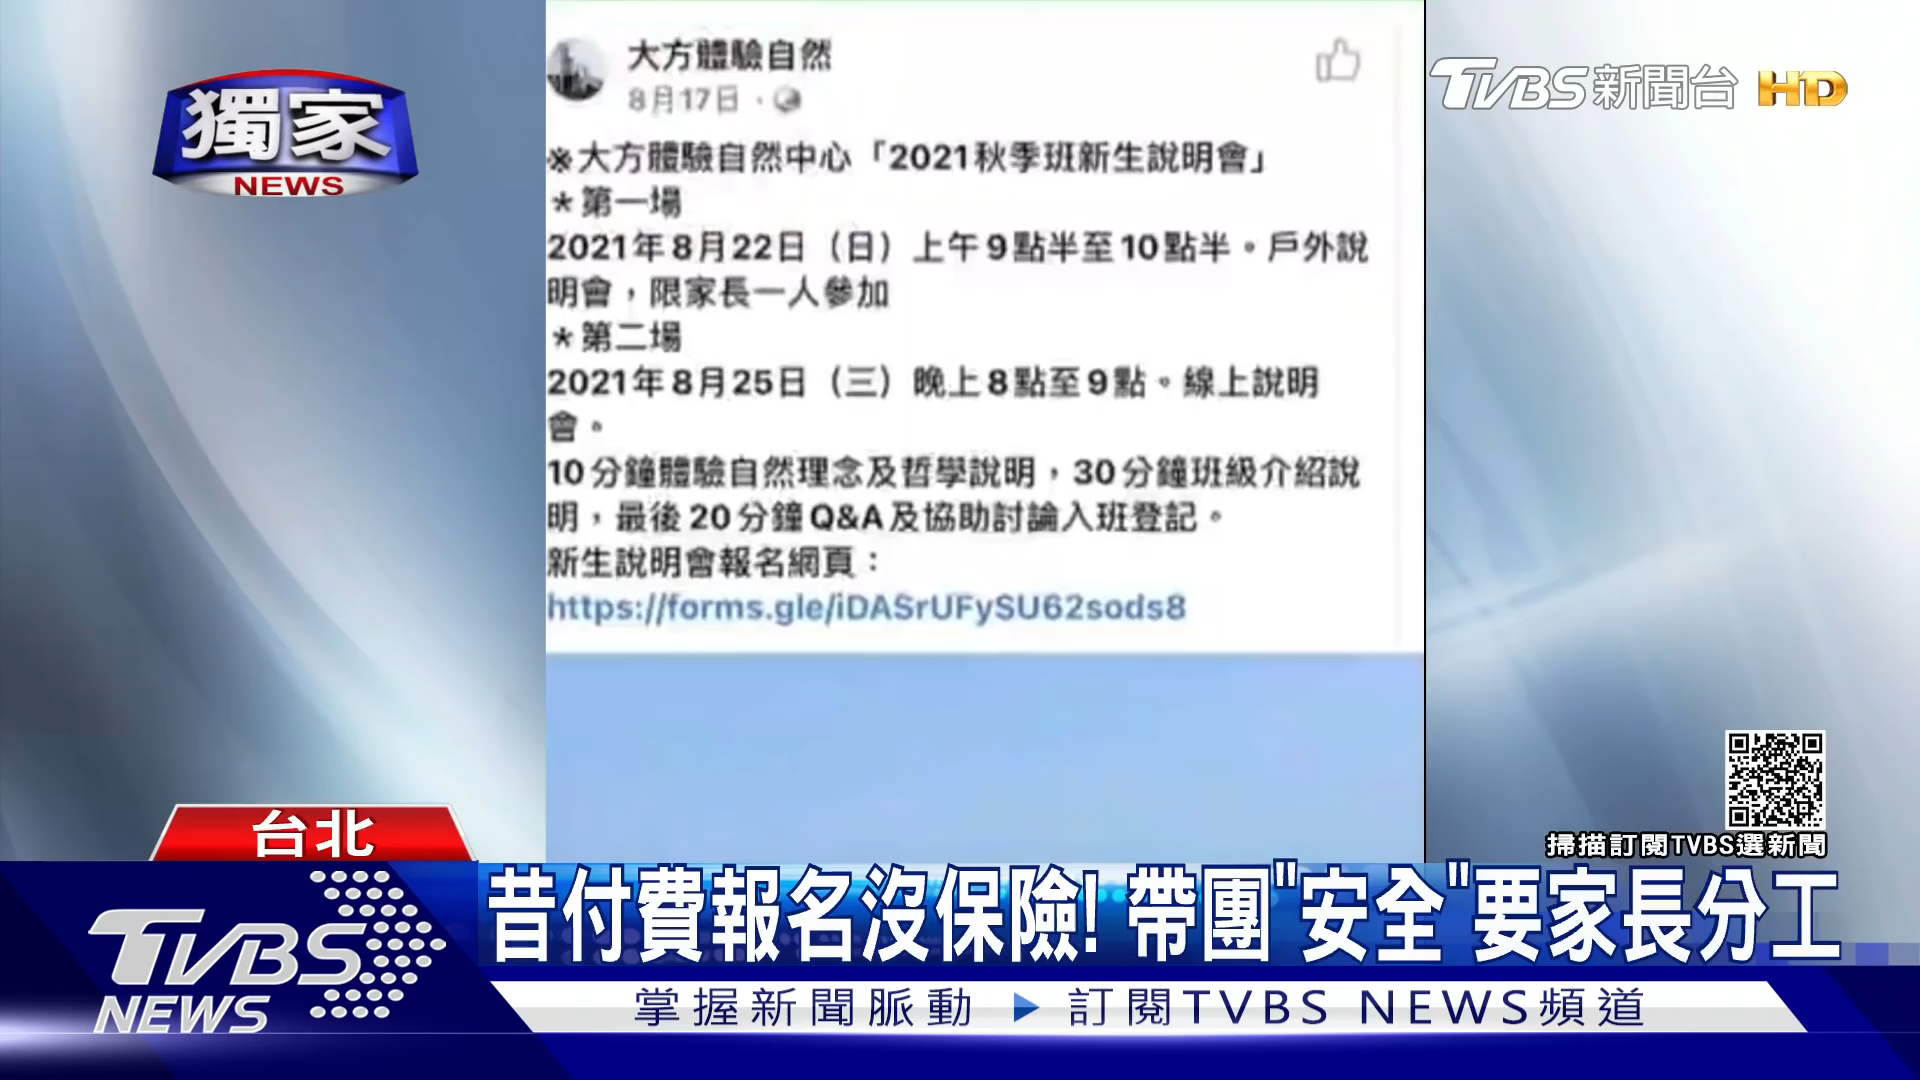 獨家
NEWS
大方體驗自然
8月17日
TVBS新聞台 HD
※大方體驗自然中心「2021秋季班新生說明會」
*第一場
2021年8月22日（日）上午9點半至10點半。戶外說
明會，限家長一人參加
*第二場
2021年8月25日（三）晚上8點至9點。線上說明
會。
10分鐘體驗自然理念及哲學說明，30分鐘班級介紹說
明，最後20分鐘Q&A及協助討論入班登記。
新生說明會報名網頁：
https://forms.gle/iDASrUFySU62sods8
掃描訂閱TVBS選新聞
台北
昔付費報名沒保險! 帶團"安全"要家長分工
TVBS
NEWS
掌握新聞脈動 ▶ 訂閱TVBS NEWS頻道